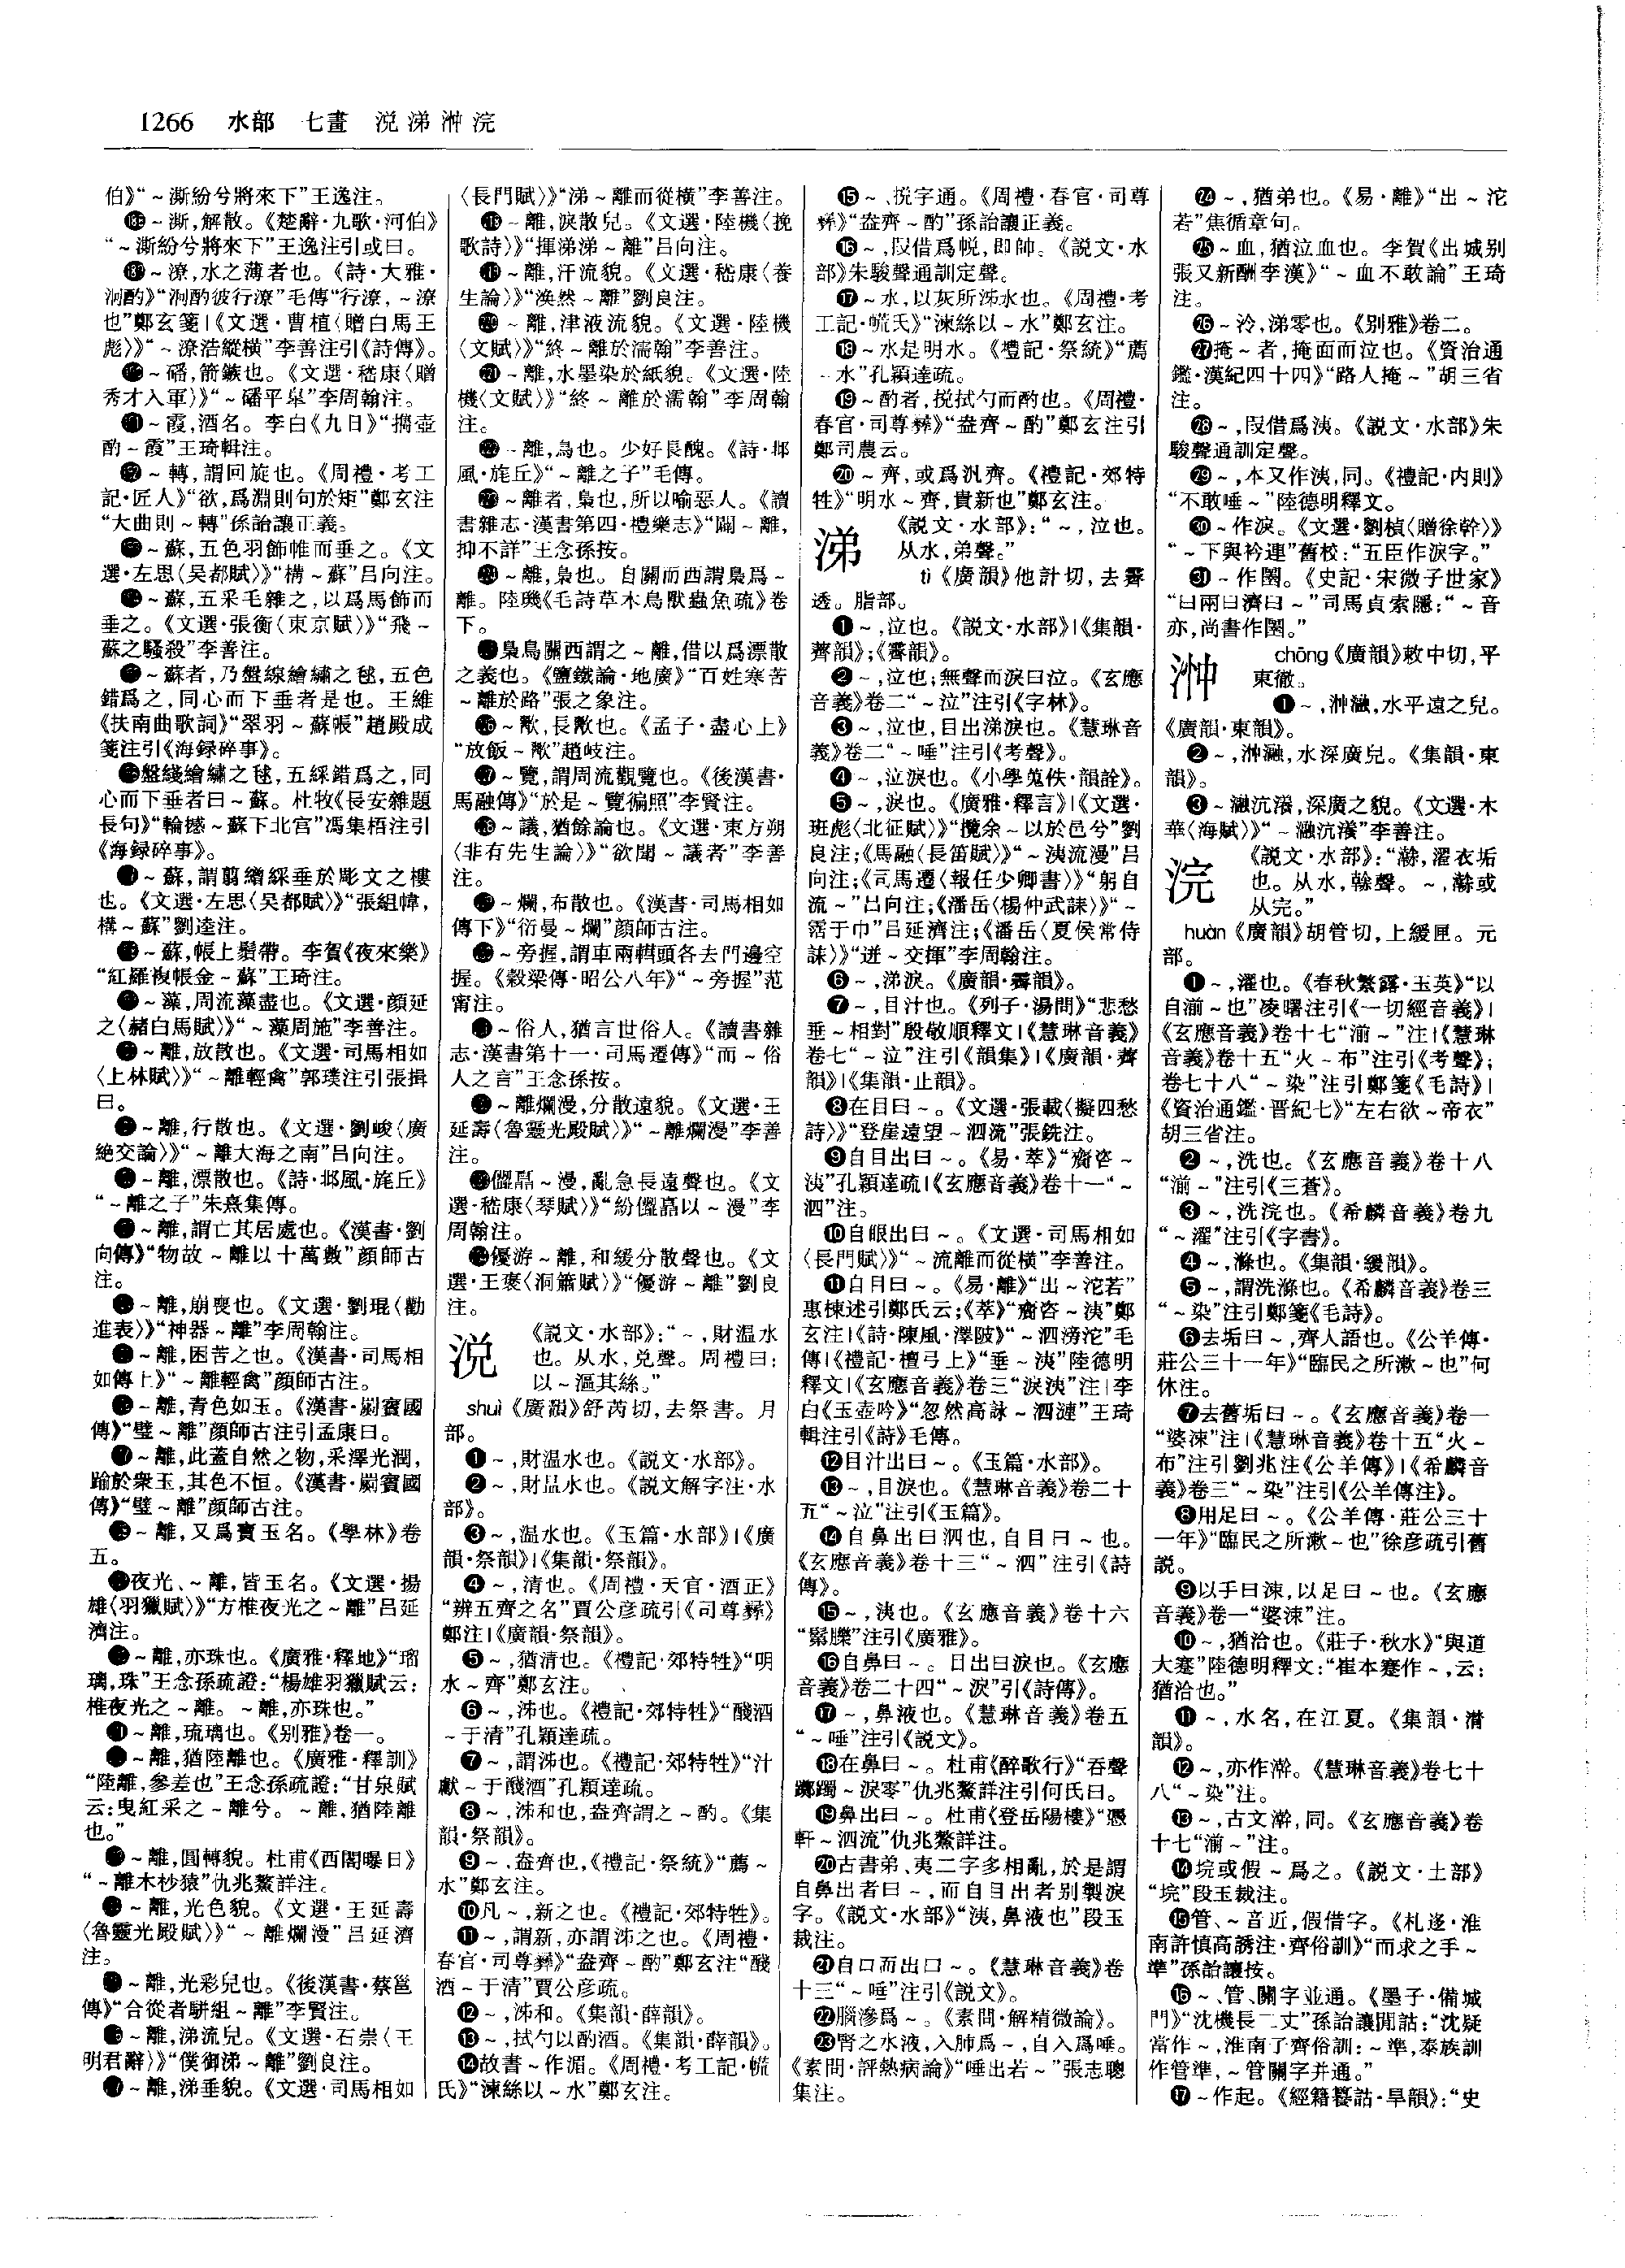 1266 水部 七畫 涚涕浺浣
伯》“～澌紛兮將來下”王逸注。
～澌,解散。《楚辭·九歌·河伯》
“～澌紛兮將來下”王逸注引或曰。
～潦,水之薄者也。《詩·大雅·
泂酌》“泂酌彼行潦”毛傳“行潦,～潦
也”鄭玄箋|《文選·曹植〈贈白馬王
彪〉》“～潦浩縱橫”李善注引《詩傳》。
～磻,箭鏃也。《文選·嵇康〈贈
秀才入軍〉》“～磻平臯”李周翰注。
～霞,酒名。李白《九日》“攜壺
酌～霞”王琦輯注。
～轉,謂回旋也。《周禮·考工
記·匠人》“欲,爲淵則句於矩”鄭玄注
“大曲則～轉”孫詒讓正義。
～蘇,五色羽飾帷而垂之。《文
選·左思〈吴都賦〉》“構～蘇”吕向注。
～蘇,五采毛雜之,以爲馬飾而
垂之。《文選·張衡〈東京賦〉》“飛～
蘇之騷殺”李善注。
～蘇者,乃盤線繪繡之毬,五色
錯爲之,同心而下垂者是也。王維
《扶南曲歌詞》“翠羽～蘇帳”趙殿成
箋注引《海録碎事》。
盤綫繪繡之毬,五綵錯爲之,同
心而下垂者曰～蘇。杜牧《長安雜題
長句》“輪撼～蘇下北宫”馮集梧注引
《海録碎事》。
～蘇,謂翦繒綵垂於彫文之樓
也。《文選·左思〈吴都賦〉》“張組幃,
構～蘇”劉逵注。
～蘇,帳上鬚帶。李賀《夜來樂》
“紅羅複帳金～蘇”王琦注。
～藻,周流藻盡也。《文選·顔延
之〈赭白馬賦〉》“～藻周施”李善注。
～離,放散也。《文選·司馬相如
〈上林賦〉》“～離輕禽”郭璞注引張揖
曰。
～離,行散也。《文選·劉峻〈廣
絶交論〉》“～離大海之南”吕向注。
～離,漂散也。《詩·邶風·旄丘》
“～離之子”朱熹集傳。
～離,謂亡其居處也。《漢書·劉
向傳》“物故～離以十萬數”顔師古
注。
～離,崩喪也。《文選·劉琨〈勸
進表〉》“神器～離”李周翰注。
～離,困苦之也。《漢書·司馬相
如傳上》“～離輕禽”顔師古注。
～離,青色如玉。《漢書·罽賓國
傳》“璧～離”顔師古注引孟康曰。
～離,此蓋自然之物,采澤光潤,
踰於衆玉,其色不恒。《漢書·罽賓國
傳》“璧～離”顔師古注。
～離,又爲寶玉名。《學林》卷
五。
夜光、～離,皆玉名。《文選·揚
雄〈羽獵賦〉》“方椎夜光之～離”吕延
濟注。
～離,亦珠也。《廣雅·釋地》“瑠
璃,珠”王念孫疏證:“楊雄羽獵賦云:
椎夜光之～離。～離,亦珠也。”
～離,琉璃也。《别雅》卷一。
～離,猶陸離也。《廣雅·釋訓》
“陸離,參差也”王念孫疏證:“甘泉賦
云:曳紅采之～離兮。～離,猶陸離
也。”
～離,圓轉貌。杜甫《西閣曝日》
“～離木杪猿”仇兆鰲詳注。
～離,光色貌。《文選·王延壽
〈魯靈光殿賦〉》“～離爛漫”吕延濟
注。
～離,光彩皃也。《後漢書·蔡邕
傳》“合從者駢組～離”李賢注。
～離,涕流皃。《文選·石崇〈王
明君辭〉》“僕御涕～離”劉良注。
～離,涕垂貌。《文選·司馬相如
〈長門賦〉》“涕～離而從橫”李善注。
～離,淚散皃。《文選·陸機〈挽
歌詩〉》“揮涕涕～離”吕向注。
～離,汗流貌。《文選·嵇康〈養
生論〉》“涣然～離”劉良注。
～離,津液流貌。《文選·陸機
〈文賦〉》“終～離於濡翰”李善注。
～離,水墨染於紙貌。《文選·陸
機〈文賦〉》“終～離於濡翰”李周翰
注。
～離,鳥也。少好長醜。《詩·邶
風·旄丘》“～離之子”毛傳。
～離者,梟也,所以喻惡人。《讀
書雜志·漢書第四·禮樂志》“闢～離,
抑不詳”王念孫按。
～離,梟也。自關而西謂梟爲～
離。陸璣《毛詩草木鳥獸蟲魚疏》卷
下。
梟鳥關西謂之～離,借以爲漂散
之義也。《鹽鐵論·地廣》“百姓寒苦
～離於路”張之象注。
～歠,長歠也。《孟子·盡心上》
“放飯～歠”趙岐注。
～覽,謂周流觀覽也。《後漢書·
馬融傳》“於是～覽徧照”李賢注。
～議,猶餘論也。《文選·東方朔
〈非有先生論〉》“欲聞～議者”李善
注。
～爛,布散也。《漢書·司馬相如
傳下》“衍曼～爛”顔師古注。
～旁握,謂車兩轊頭各去門邊空
握。《穀梁傳·昭公八年》“～旁握”范
甯注。
～俗人,猶言世俗人。《讀書雜
志·漢書第十一·司馬遷傳》“而～俗
人之言”王念孫按。
～離爛漫,分散遠貌。《文選·王
延壽〈魯靈光殿賦〉》“～離爛漫”李善
注。
㒔譶～漫,亂急長遠聲也。《文
選·嵇康〈琴賦〉》“紛㒔譶以～漫”李
周翰注。
優游～離,和緩分散聲也。《文
選·王褒〈洞簫賦〉》“優游～離”劉良
注。
涚
《説文·水部》:“～,財温水
也。从水,兑聲。周禮曰:
以～漚其絲。”
shuì《廣韻》舒芮切,去祭書。月
部。
❶～,財温水也。《説文·水部》。
❷～,財昷水也。《説文解字注·水
部》。
❸～,温水也。《玉篇·水部》|《廣
韻·祭韻》|《集韻·祭韻》。
❹～,清也。《周禮·天官·酒正》
“辨五齊之名”賈公彦疏引《司尊彝》
鄭注|《廣韻·祭韻》。
❺～,猶清也。《禮記·郊特牲》“明
水～齊”鄭玄注。
❻～,泲也。《禮記·郊特牲》“醆酒
～于清”孔穎達疏。
❼～,謂泲也。《禮記·郊特牲》“汁
獻～于醆酒”孔穎達疏。
❽～,泲和也,盎齊謂之～酌。《集
韻·祭韻》。
❾～,盎齊也,《禮記·祭統》“薦～
水”鄭玄注。
❿凡～,新之也。《禮記·郊特牲》。
⓫～,謂新,亦謂泲之也。《周禮·
春官·司尊彝》“盎齊～酌”鄭玄注“醆
酒～于清”賈公彦疏。
⓬～,泲和。《集韻·薛韻》。
⓭～,拭勺以酌酒。《集韻·薛韻》。
⓮故書～作湄。《周禮·考工記·㡛
氏》“湅絲以～水”鄭玄注。
⓯～、捝字通。《周禮·春官·司尊
彝》“盎齊～酌”孫詒讓正義。
⓰～,叚借爲帨,即帥。《説文·水
部》朱駿聲通訓定聲。
⓱～水,以灰所泲水也。《周禮·考
工記·㡛氏》“湅絲以～水”鄭玄注。
⓲～水是明水。《禮記·祭統》“薦
～水”孔穎達疏。
⓳～酌者,捝拭勺而酌也。《周禮·
春官·司尊彝》“盎齊～酌”鄭玄注引
鄭司農云。
⓴～齊,或爲汎齊。《禮記·郊特
牲》“明水～齊,貴新也”鄭玄注。
涕
《説文·水部》:“～,泣也。
从水,弟聲。”
tì《廣韻》他計切,去霽
透。脂部。
❶～,泣也。《説文·水部》|《集韻·
薺韻》;《霽韻》。
❷～,泣也;無聲而淚曰泣。《玄應
音義》卷二“～泣”注引《字林》。
❸～,泣也,目出涕淚也。《慧琳音
義》卷二“～唾”注引《考聲》。
❹～,泣淚也。《小學蒐佚·韻詮》。
❺～,淚也。《廣雅·釋言》|《文選·
班彪〈北征賦〉》“攬余～以於邑兮”劉
良注;《馬融〈長笛賦〉》“～洟流漫”吕
向注;《司馬遷〈報任少卿書〉》“躬自
流～”吕向注;《潘岳〈楊仲武誄〉》“～
霑于巾”吕延濟注;《潘岳〈夏侯常侍
誄〉》“迸～交揮”李周翰注。
❻～,涕淚。《廣韻·霽韻》。
❼～,目汁也。《列子·湯問》“悲愁
垂～相對”殷敬順釋文|《慧琳音義》
卷七“～泣”注引《韻集》|《廣韻·薺
韻》|《集韻·止韻》。
❽在目曰～。《文選·張載〈擬四愁
詩〉》“登崖遠望～泗流”張銑注。
❾自目出曰～。《易·萃》“齎咨～
洟”孔穎達疏|《玄應音義》卷十一“～
泗”注。
❿自眼出曰～。《文選·司馬相如
〈長門賦〉》“～流離而從橫”李善注。
⓫自目曰～。《易·離》“出～沱若”
惠棟述引鄭氏云;《萃》“齎咨～洟”鄭
玄注|《詩·陳風·澤陂》“～泗滂沱”毛
傳|《禮記·檀弓上》“垂～洟”陸德明
釋文|《玄應音義》卷三“淚洟”注|李
白《玉壺吟》“忽然高詠～泗漣”王琦
輯注引《詩》毛傳。
⓬目汁出曰～。《玉篇·水部》。
⓭～,目淚也。《慧琳音義》卷二十
五“～泣”注引《玉篇》。
⓮自鼻出曰泗也,自目曰～也。
《玄應音義》卷十三“～泗”注引《詩
傳》。
⓯～,洟也。《玄應音義》卷十六
“鬄䑛”注引《廣雅》。
⓰自鼻曰～。目出曰淚也。《玄應
音義》卷二十四“～淚”引《詩傳》。
⓱～,鼻液也。《慧琳音義》卷五
“～唾”注引《説文》。
⓲在鼻曰～。杜甫《醉歌行》“吞聲
躑躅～淚零”仇兆鰲詳注引何氏曰。
⓳鼻出曰～。杜甫《登岳陽樓》“憑
軒～泗流”仇兆鰲詳注。
⓴古書弟、夷二字多相亂,於是謂
自鼻出者曰～,而自目出者别製淚
字。《説文·水部》“洟,鼻液也”段玉
裁注。
㉑自口而出曰～。《慧琳音義》卷
十三“～唾”注引《説文》。
㉒腦滲爲～。《素問·解精微論》。
㉓腎之水液,入肺爲～,自入爲唾。
《素問·評熱病論》“唾出若～”張志聰
集注。
㉔～,猶弟也。《易·離》“出～沱
若”焦循章句。
㉕～血,猶泣血也。李賀《出城别
張又新酬李漢》“～血不敢論”王琦
注。
㉖～泠,涕零也。《别雅》卷二。
㉗掩～者,掩面而泣也。《資治通
鑑·漢紀四十四》“路人掩～”胡三省
注。
㉘～,叚借爲洟。《説文·水部》朱
駿聲通訓定聲。
㉙～,本又作洟,同。《禮記·内則》
“不敢唾～”陸德明釋文。
㉚～作淚。《文選·劉楨〈贈徐幹〉》
“～下與衿連”舊校:“五臣作淚字。”
㉛～作圛。《史記·宋微子世家》
“曰雨曰濟曰～”司馬貞索隱:“～音
亦,尚書作圛。”
浺
chōng《廣韻》敕中切,平
東徹。
❶～,浺瀜,水平遠之皃。
《廣韻·東韻》。
❷～,浺瀜,水深廣皃。《集韻·東
韻》。
❸～瀜沆瀁,深廣之貌。《文選·木
華〈海賦〉》“～瀜沆瀁”李善注。
浣
《説文·水部》:“澣,濯衣垢
也。从水,榦聲。～,澣或
从完。”
huàn《廣韻》胡管切,上緩匣。元
部。
❶～,濯也。《春秋繁露·玉英》“以
自湔～也”凌曙注引《一切經音義》|
《玄應音義》卷十七“湔～”注|《慧琳
音義》卷十五“火～布”注引《考聲》;
卷七十八“～染”注引鄭箋《毛詩》|
《資治通鑑·晋紀七》“左右欲～帝衣”
胡三省注。
❷～,洗也。《玄應音義》卷十八
“湔～”注引《三蒼》。
❸～,洗浣也。《希麟音義》卷九
“～濯”注引《字書》。
❹～,滌也。《集韻·緩韻》。
❺～,謂洗滌也。《希麟音義》卷三
“～染”注引鄭箋《毛詩》。
❻去垢曰～,齊人語也。《公羊傳·
莊公三十一年》“臨民之所漱～也”何
休注。
❼去舊垢曰～。《玄應音義》卷一
“婆湅”注|《慧琳音義》卷十五“火～
布”注引劉兆注《公羊傳》|《希麟音
義》卷三“～染”注引《公羊傳注》。
❽用足曰～。《公羊傳·莊公三十
一年》“臨民之所漱～也”徐彦疏引舊
説。
❾以手曰湅,以足曰～也。《玄應
音義》卷一“婆湅”注。
❿～,猶洽也。《莊子·秋水》“與道
大蹇”陸德明釋文:“崔本蹇作～,云:
猶洽也。”
⓫～,水名,在江夏。《集韻·潸
韻》。
⓬～,亦作澣。《慧琳音義》卷七十
八“～染”注。
⓭～,古文澣,同。《玄應音義》卷
十七“湔～”注。
⓮垸或假～爲之。《説文·土部》
“垸”段玉裁注。
⓯管、～音近,假借字。《札迻·淮
南許慎高誘注·齊俗訓》“而求之乎～
準”孫詒讓按。
⓰～、管、關字並通。《墨子·備城
門》“沈機長二丈”孫詒讓閒詁:“沈疑
當作～,淮南子齊俗訓:～準,泰族訓
作管準,～管關字并通。”
⓱～作起。《經籍籑詁·旱韻》:“史